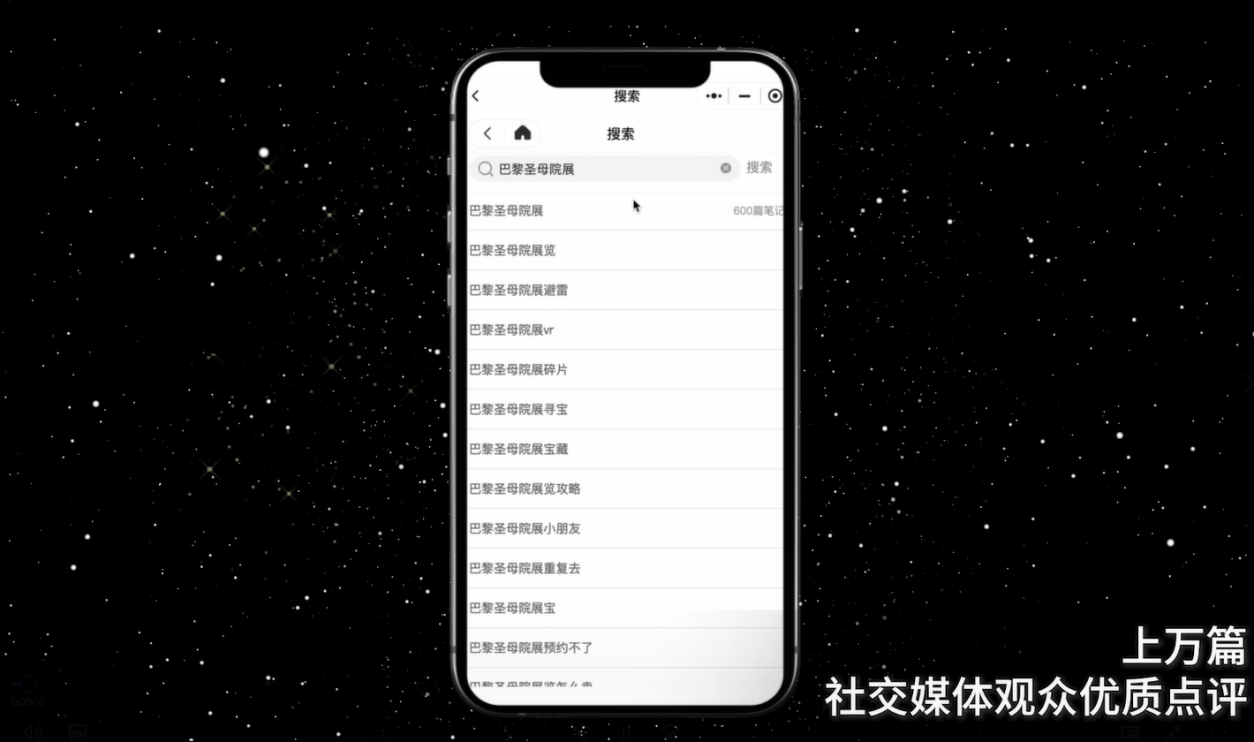 搜索
搜索
巴黎圣母院展
搜索
巴黎圣母院展
600篇笔记
巴黎圣母院展览
巴黎圣母院展避雷
巴黎圣母院展vr
巴黎圣母院展碎片
巴黎圣母院展寻宝
巴黎圣母院展宝藏
巴黎圣母院展览攻略
巴黎圣母院展小朋友
巴黎圣母院展重复去
巴黎圣母院展宝
巴黎圣母院展预约不了
上万篇
社交媒体观众优质点评
0:00:00